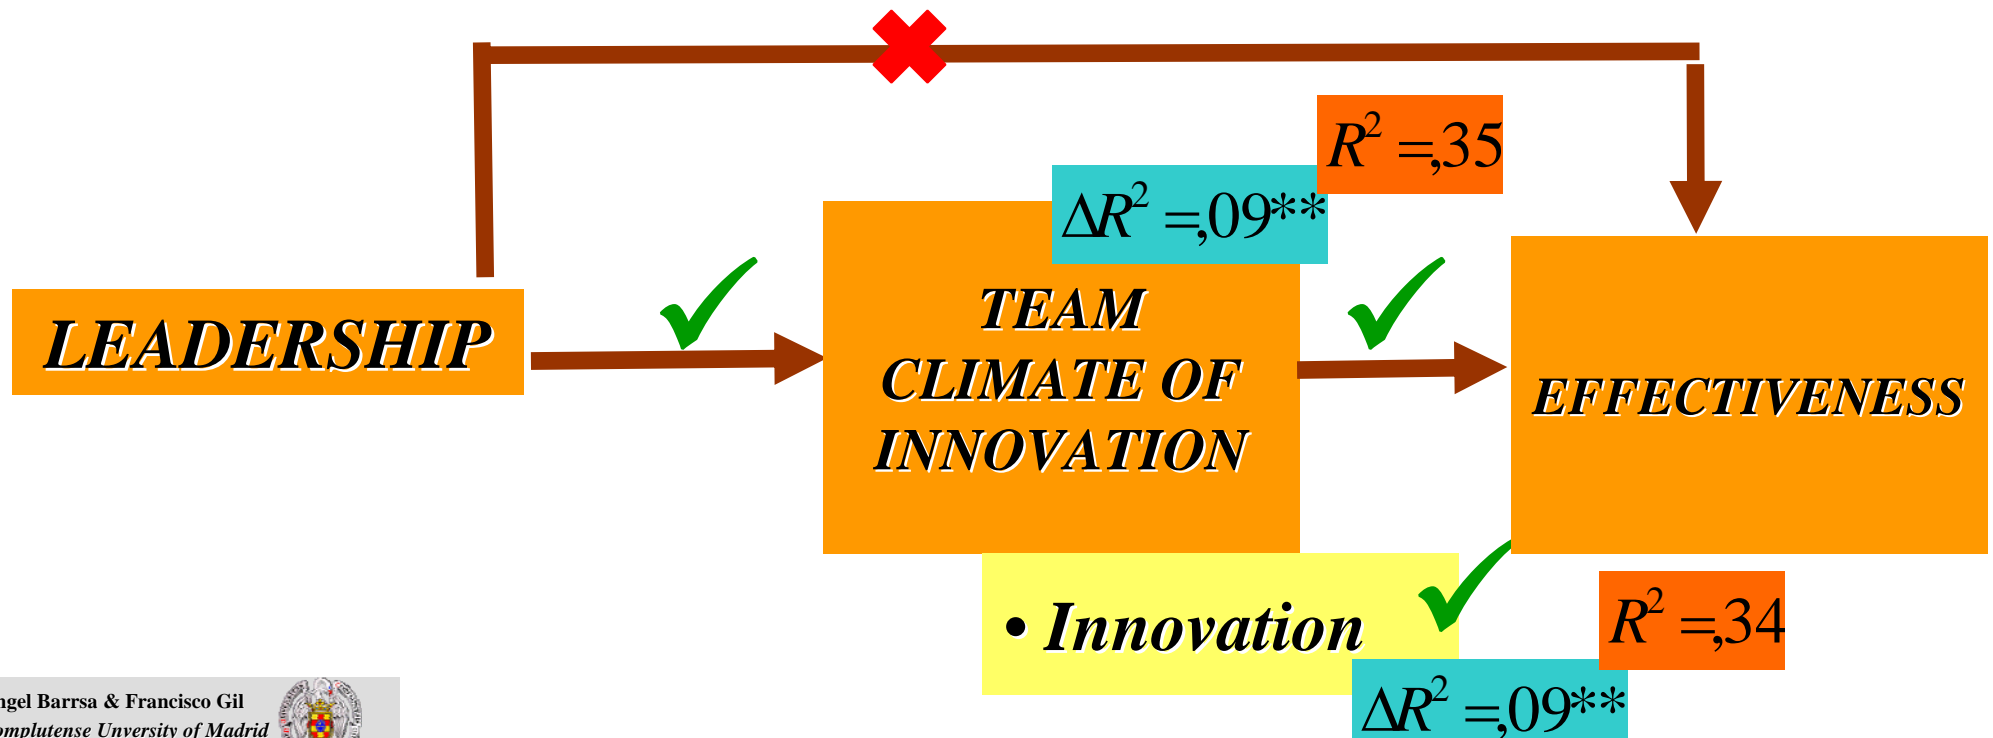 R² =,35
ΔR² =,09**
LEADERSHIP
TEAM
CLIMATE OF
INNOVATION
EFFECTIVENESS
• Innovation
R² =,34
ΔR² =,09**
ngel Barrsa & Francisco Gil
omplutense Unversity of Madrid